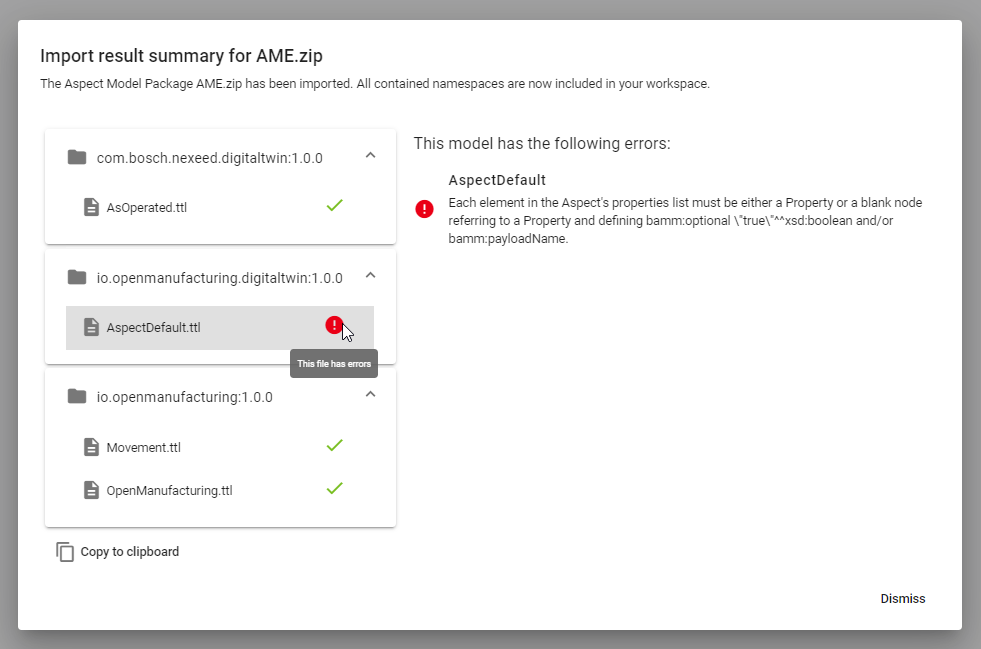 Import result summary for AME.zip
The Aspect Model Package AME.zip has been imported. All contained namespaces are now included in your workspace.
com.bosch.nexeed.digitaltwin:1.0.0
AsOperated.ttl
io.openmanufacturing.digitaltwin:1.0.0
AspectDefault.ttl
This file has errors
io.openmanufacturing:1.0.0
Movement.ttl
OpenManufacturing.ttl
Copy to clipboard
This model has the following errors:
AspectDefault
Each element in the Aspect's properties list must be either a Property or a blank node
referring to a Property and defining bamm:optional \"true\"^^xsd:boolean and/or
bamm:payloadName.
Dismiss